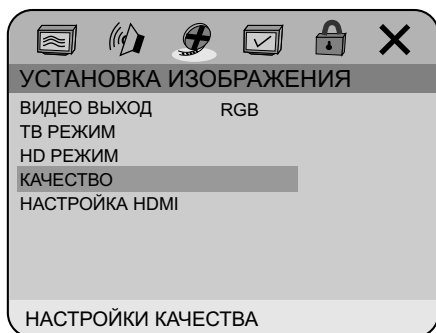 УСТАНОВКА ИЗОБРАЖЕНИЯ
ВИДЕО ВЫХОД RGB
ТВ РЕЖИМ
HD РЕЖИМ
КАЧЕСТВО
НАСТРОЙКА HDMI
НАСТРОЙКИ КАЧЕСТВА